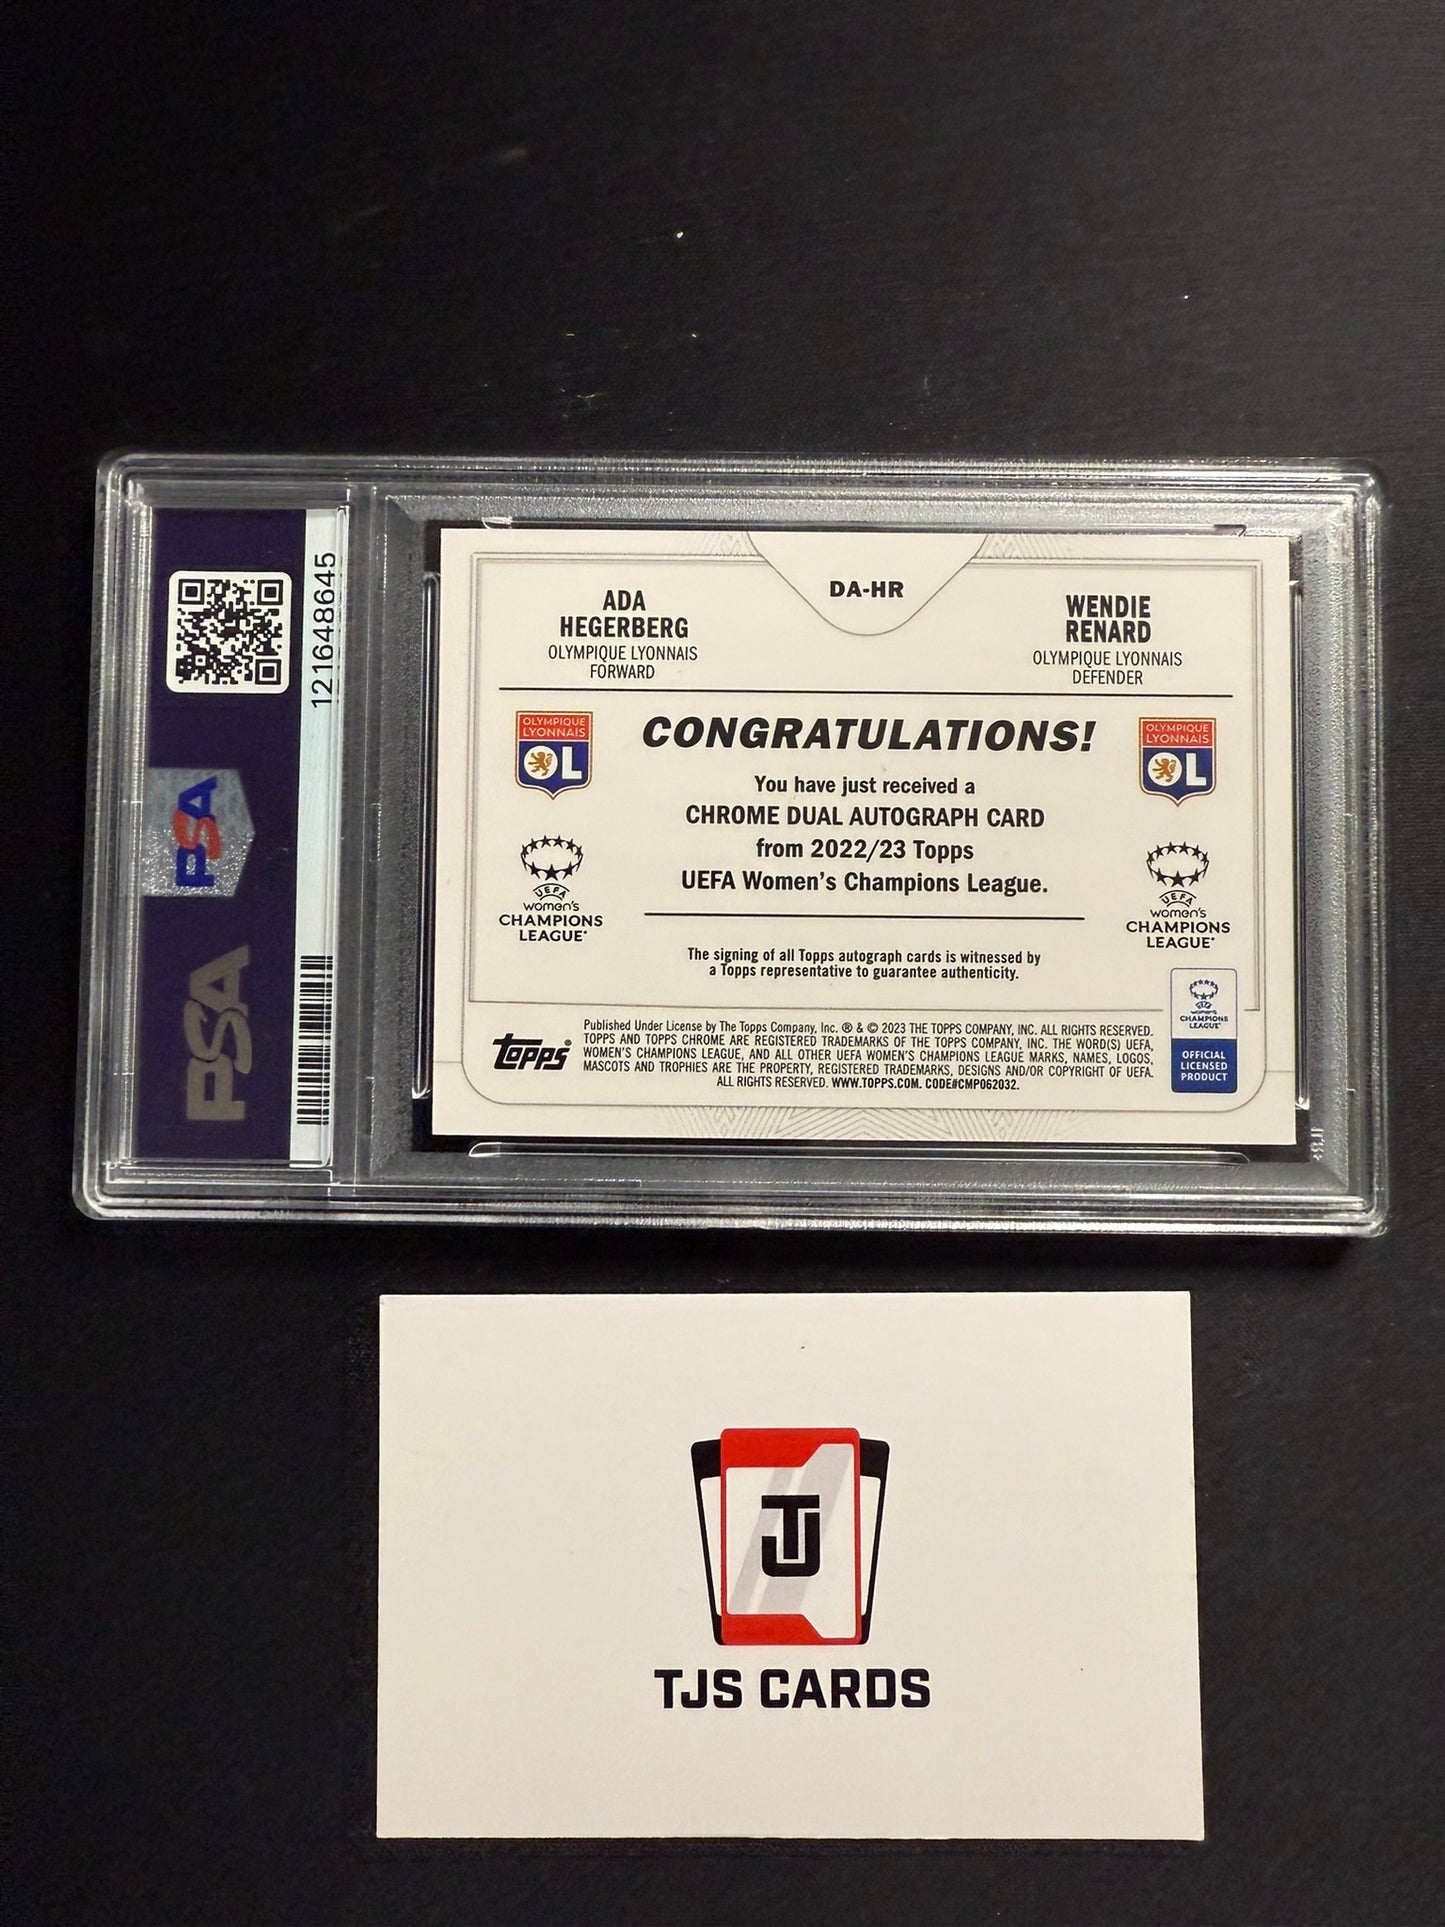 121648645
PSA
PSA
DA-HR
ADA
HEGERBERG
OLYMPIQUE LYONNAIS
FORWARD
WENDIE
RENARD
OLYMPIQUE LYONNAIS
DEFENDER
OLYMPIQUE
LYONNAIS
OL
OLYMPIQUE
LYONNAIS
OL
CONGRATULATIONS!
You have just received a
CHROME DUAL AUTOGRAPH CARD
from 2022/23 Topps
UEFA Women's Champions League.
UEFA
women's
CHAMPIONS
LEAGUE
UEFA
women's
CHAMPIONS
LEAGUE
The signing of all Topps autograph cards is witnessed by
a Topps representative to guarantee authenticity.
topps®
Published Under License by The Topps Company, Inc. ® & © 2023 THE TOPPS COMPANY, INC. ALL RIGHTS RESERVED.
TOPPS AND TOPPS CHROME ARE REGISTERED TRADEMARKS OF THE TOPPS COMPANY, INC. THE WORD(S) UEFA,
WOMEN'S CHAMPIONS LEAGUE, AND ALL OTHER UEFA WOMEN'S CHAMPIONS LEAGUE MARKS, NAMES, LOGOS,
MASCOTS AND TROPHIES ARE THE PROPERTY, REGISTERED TRADEMARKS, DESIGNS AND/OR COPYRIGHT OF UEFA.
ALL RIGHTS RESERVED. WWW.TOPPS.COM. CODE#CMP062032.
UEFA
women's
CHAMPIONS
LEAGUE
OFFICIAL
LICENSED
PRODUCT
TJ
TJS CARDS